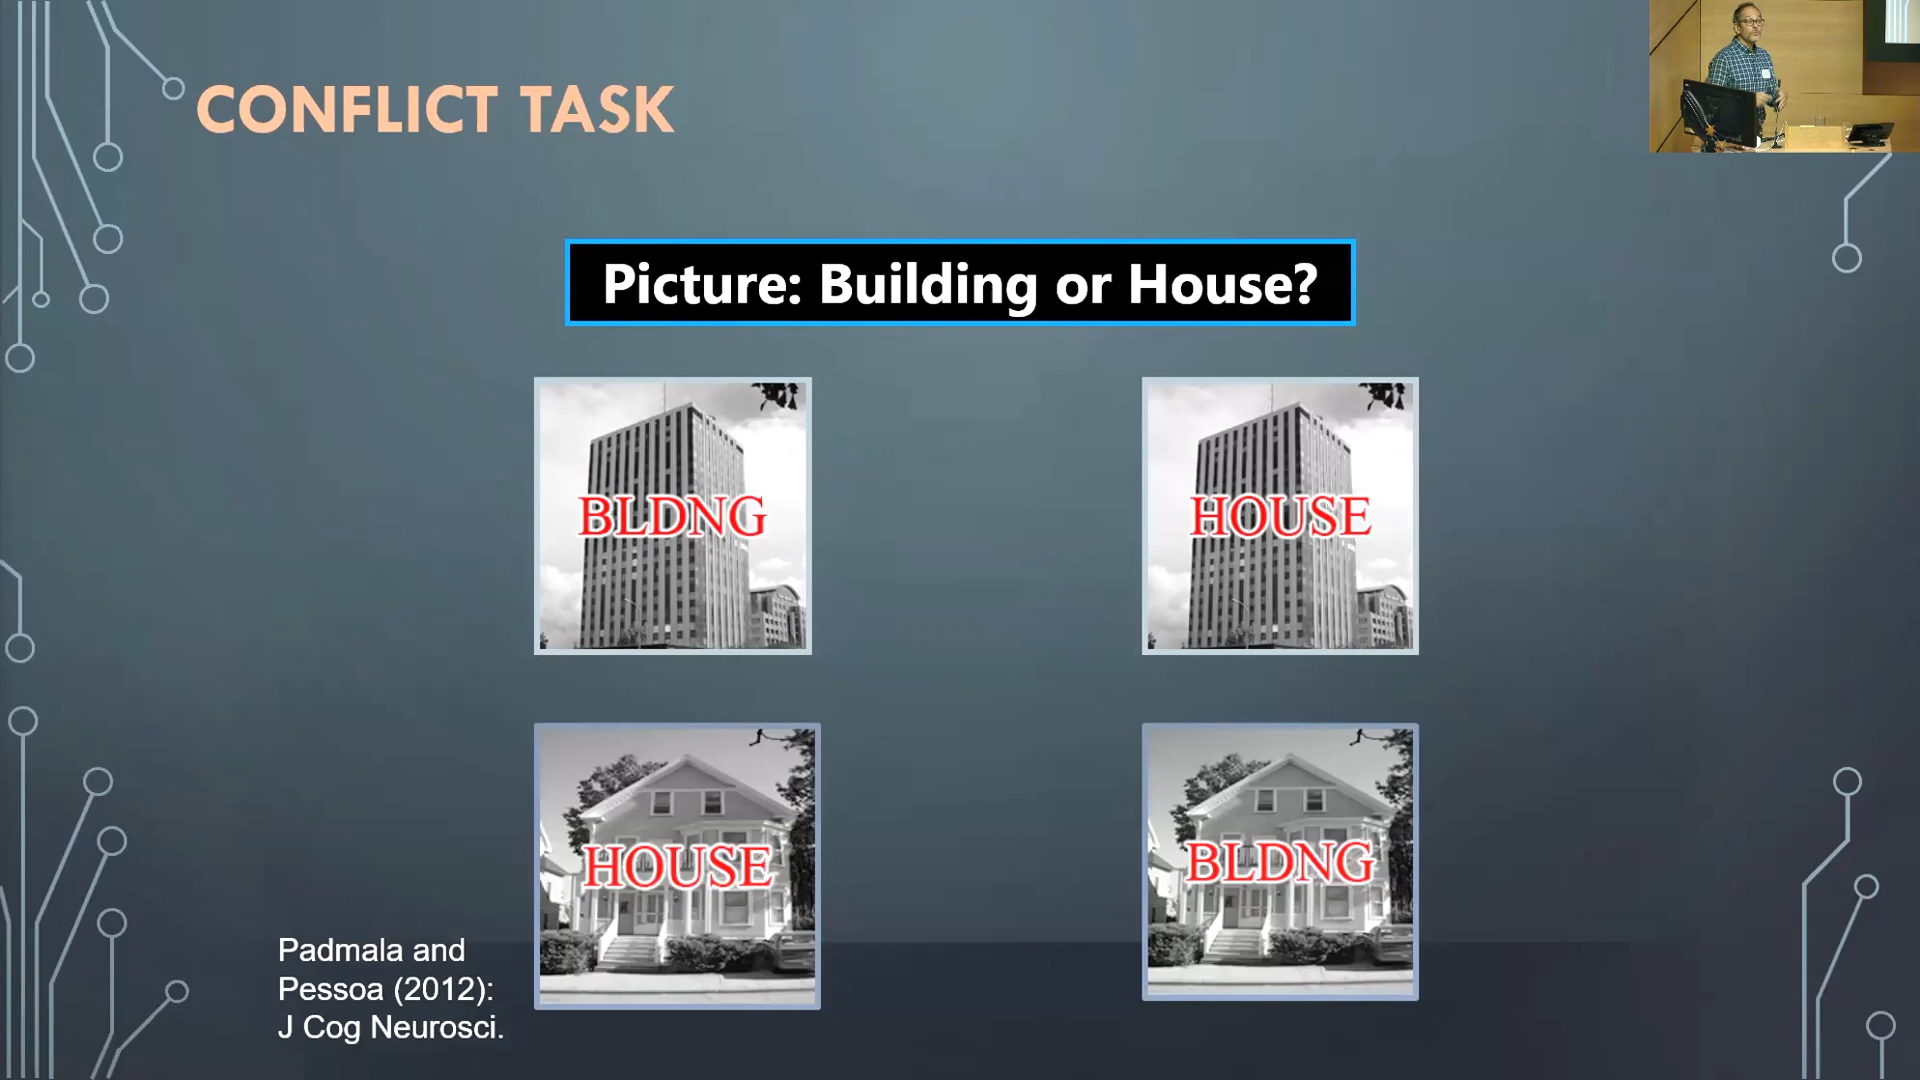 CONFLICT TASK
Picture: Building or House?
BLDNG
HOUSE
HOUSE
BLDNG
Padmala and
Pessoa (2012):
J Cog Neurosci.